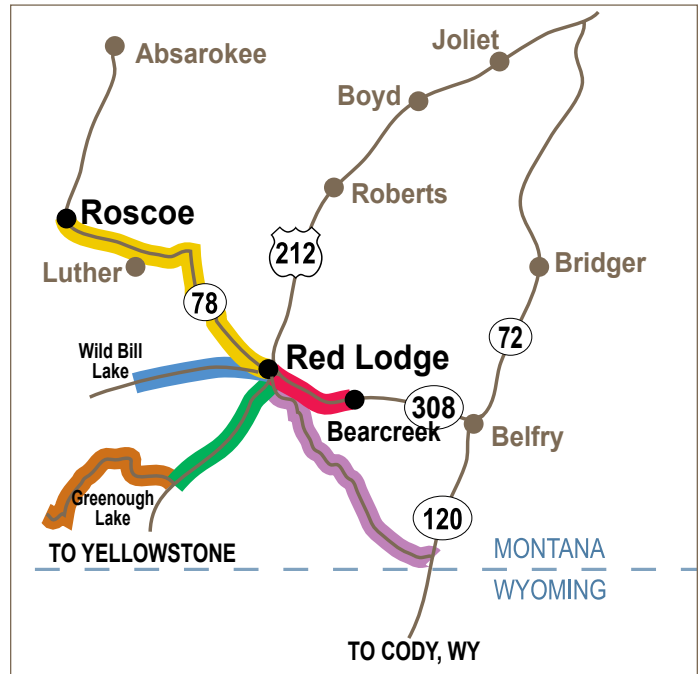 Joliet
Absarokee
Boyd
Roberts
Roscoe
212
Bridger
Luther
78
72
Wild Bill
Lake
Red Lodge
308
Bearcreek
Belfry
Greenough
Lake
120
TO YELLOWSTONE
MONTANA
WYOMING
TO CODY, WY